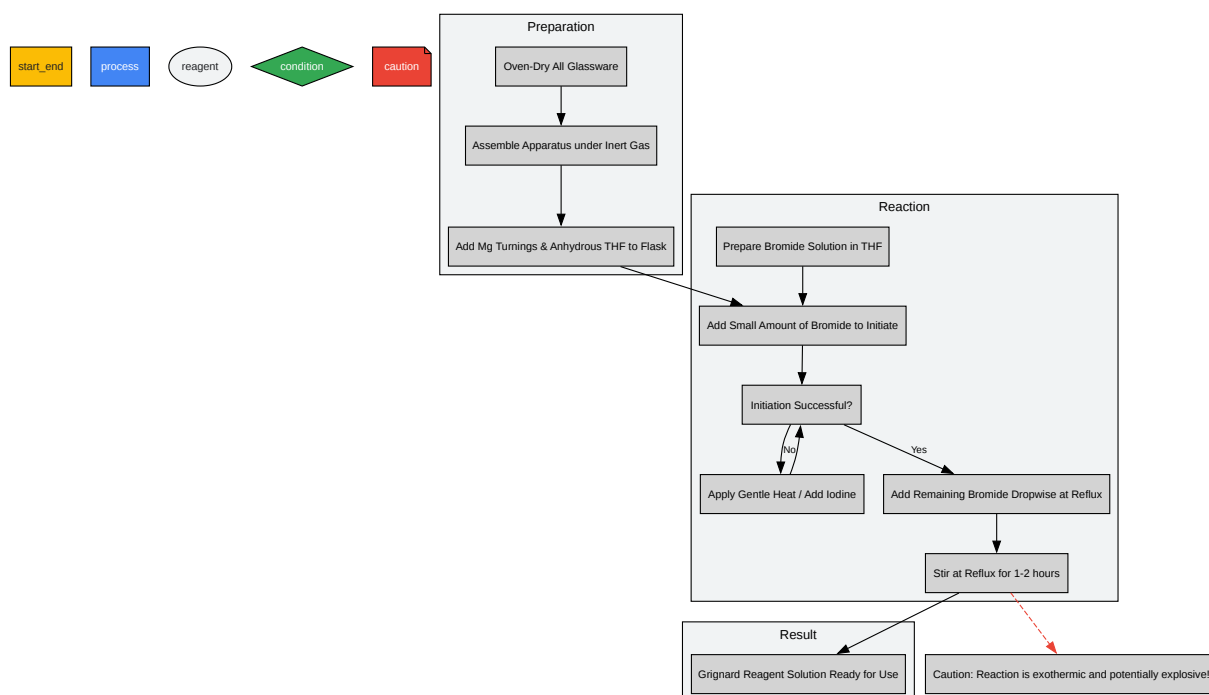 Preparation
start_end
process
reagent
condition
caution
Oven-Dry All Glassware
Assemble Apparatus under Inert Gas
Add Mg Turnings & Anhydrous THF to Flask
Reaction
Prepare Bromide Solution in THF
Add Small Amount of Bromide to Initiate
Initiation Successful?
No
Yes
Apply Gentle Heat / Add Iodine
Add Remaining Bromide Dropwise at Reflux
Stir at Reflux for 1-2 hours
Result
Grignard Reagent Solution Ready for Use
Caution: Reaction is exothermic and potentially explosive!